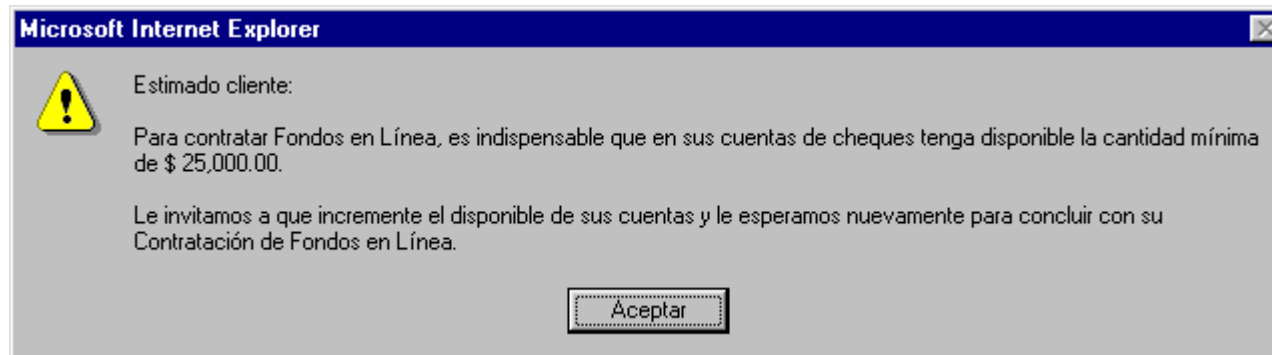 Microsoft Internet Explorer
Estimado cliente:
Para contratar Fondos en Línea, es indispensable que en sus cuentas de cheques tenga disponible la cantidad mínima
de $ 25,000.00.
Le invitamos a que incremente el disponible de sus cuentas y le esperamos nuevamente para concluir con su
Contratación de Fondos en Línea.
Aceptar